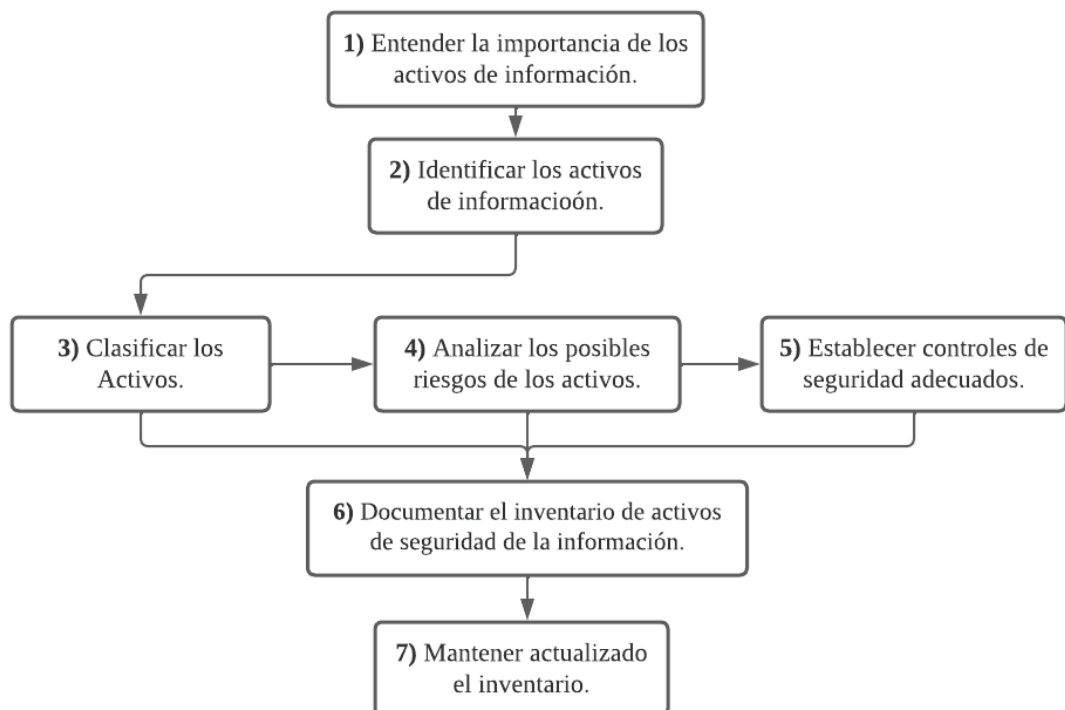 1) Entender la importancia de los
activos de información.
2) Identificar los activos
de informacioón.
3) Clasificar los
Activos.
4) Analizar los posibles
riesgos de los activos.
5) Establecer controles de
seguridad adecuados.
6) Documentar el inventario de activos
de seguridad de la información.
7) Mantener actualizado
el inventario.